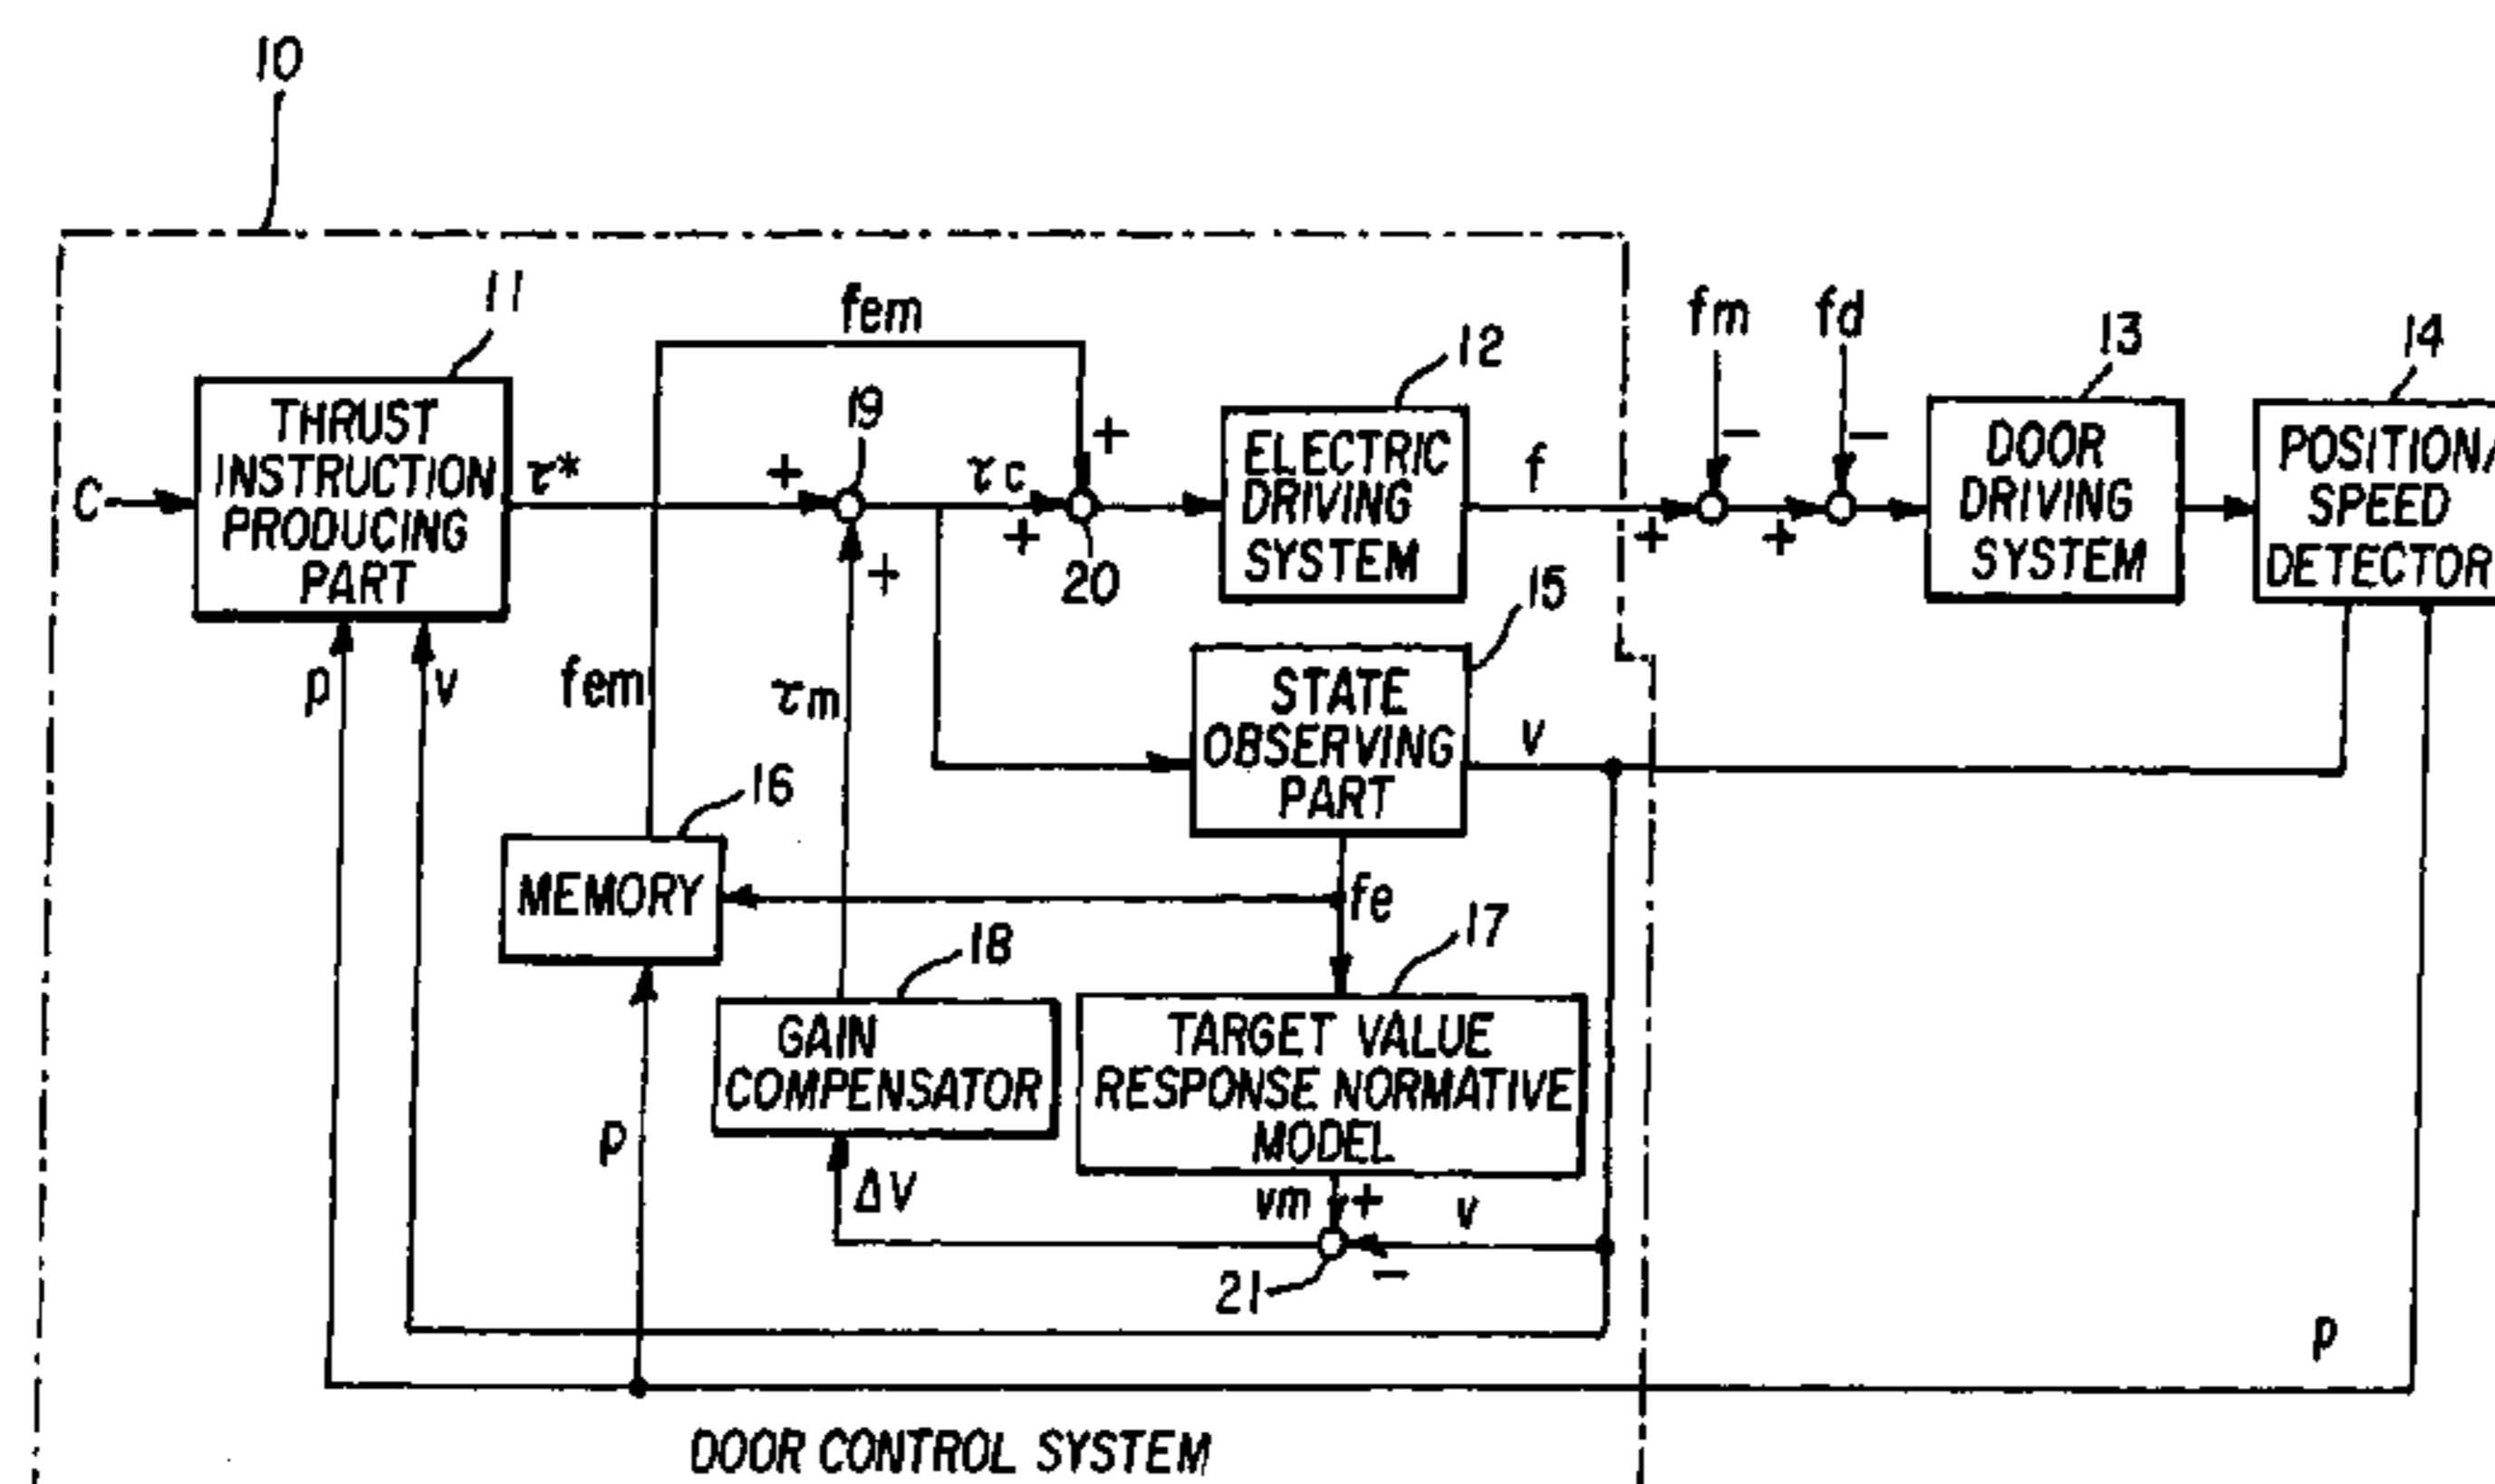 10
11
fem
fm
fd
12
13
14
19
THRUST
INSTRUCTION
PRODUCING
PART
C
τ*
+
+
τc
+
+
20
ELECTRIC
DRIVING
SYSTEM
f
+
−
+
−
DOOR
DRIVING
SYSTEM
POSITION/
SPEED
DETECTOR
p
v
fem
τm
15
STATE
OBSERVING
PART
v
16
MEMORY
fe
17
18
GAIN
COMPENSATOR
TARGET VALUE
RESPONSE NORMATIVE
MODEL
p
ΔV
vm
+
v
−
21
p
DOOR CONTROL SYSTEM